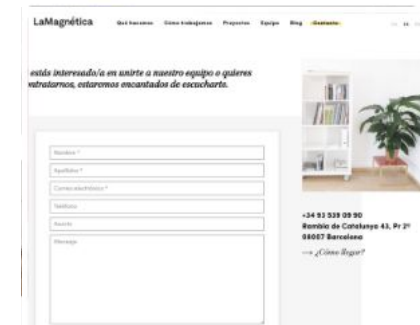 LaMagnética
Qué hacemos Cómo trabajamos Proyectos Equipo Blog Contacto
estás interesado/a en unirte a nuestro equipo o quieres
ntratarnos, estaremos encantados de escucharte.
Nombre *
Apellidos *
Correo electrónico *
Teléfono
Asunto
Mensaje
+34 93 539 09 90
Rambla de Catalunya 43, Pr 2ª
08007 Barcelona
→ ¿Cómo llegar?